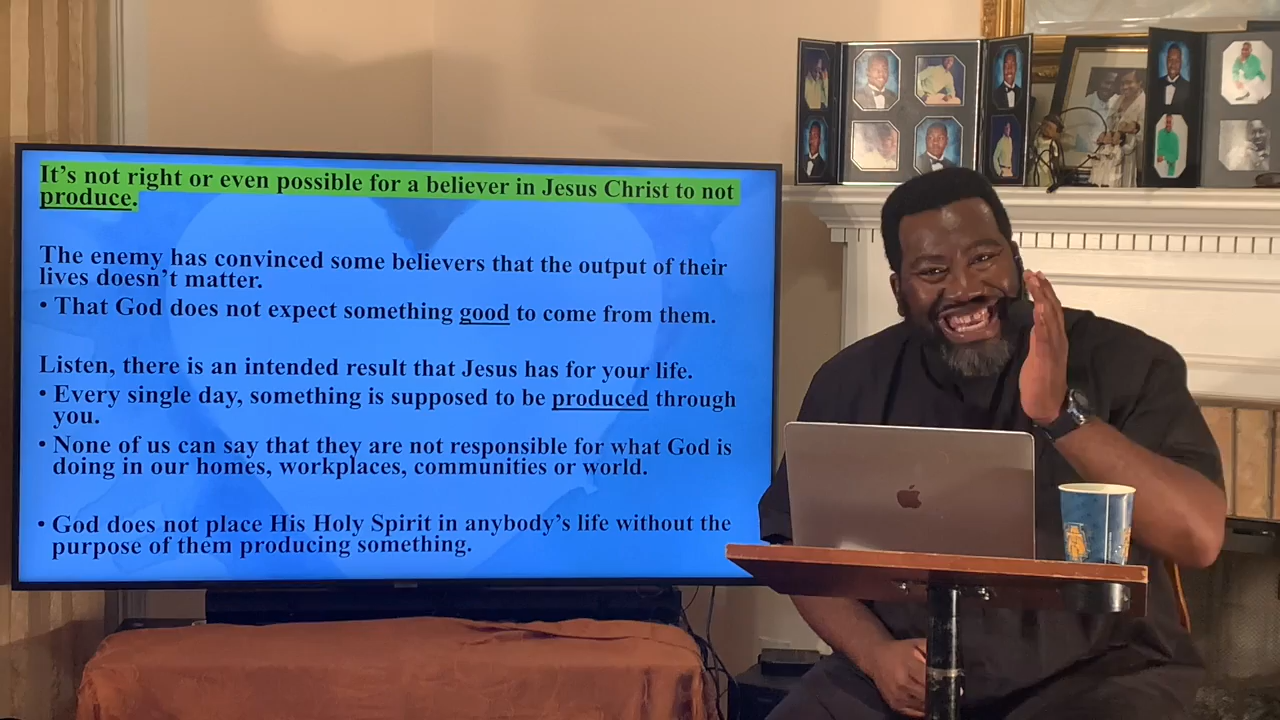 It's not right or even possible for a believer in Jesus Christ to not
produce.
The enemy has convinced some believers that the output of their
lives doesn't matter.
• That God does not expect something good to come from them.
Listen, there is an intended result that Jesus has for your life.
• Every single day, something is supposed to be produced through
you.
• None of us can say that they are not responsible for what God is
doing in our homes, workplaces, communities or world.
• God does not place His Holy Spirit in anybody's life without the
purpose of them producing something.